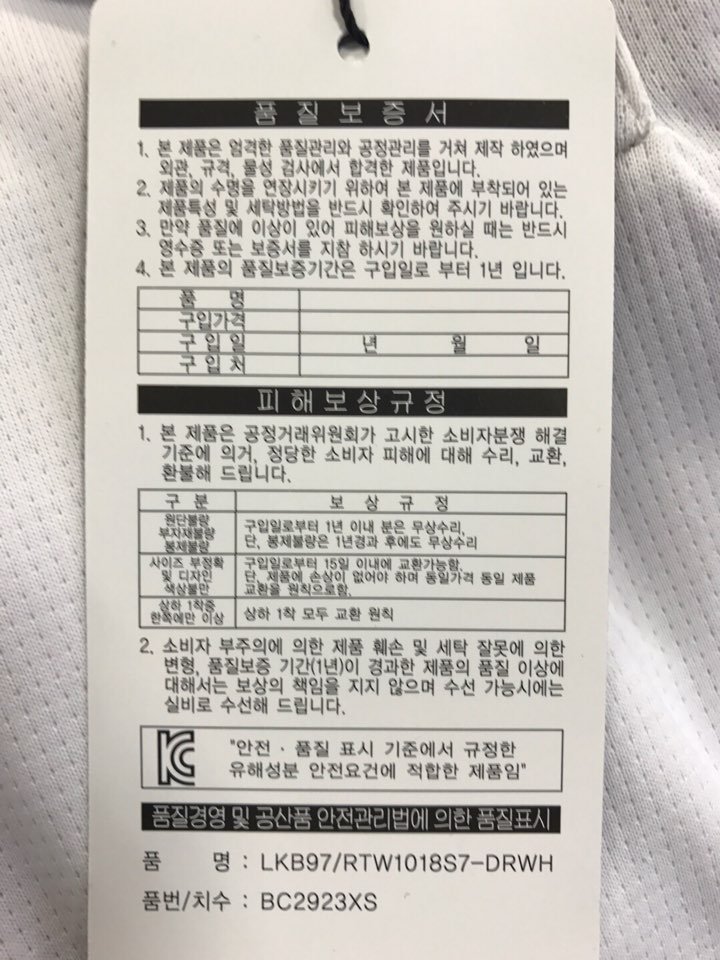 품질보증서
1. 본 제품은 엄격한 품질관리와 공정관리를 거쳐 제작 하였으며
외관, 규격, 물성 검사에서 합격한 제품입니다.
2. 제품의 수명을 연장시키기 위하여 본 제품에 부착되어 있는
제품특성 및 세탁방법을 반드시 확인하여 주시기 바랍니다.
3. 만약 품질에 이상이 있어 피해보상을 원하실 때는 반드시
영수증 또는 보증서를 지참 하시기 바랍니다.
4. 본 제품의 품질보증기간은 구입일로 부터 1년 입니다.
품 명
구입가격
구 입 일 년 월 일
구 입 처
피해보상규정
1. 본 제품은 공정거래위원회가 고시한 소비자분쟁 해결
기준에 의거, 정당한 소비자 피해에 대해 수리, 교환,
환불해 드립니다.
구 분 보 상 규 정
원단불량
부자재불량
봉제불량
구입일로부터 1년 이내 분은 무상수리,
단, 봉제불량은 1년경과 후에도 무상수리
사이즈 부정확
및 디자인
색상불만
구입일로부터 15일 이내에 교환가능함.
단, 제품에 손상이 없어야 하며 동일가격 동일 제품
교환을 원칙으로함.
상하 1착중
한쪽에만 이상
상하 1착 모두 교환 원칙
2. 소비자 부주의에 의한 제품 훼손 및 세탁 잘못에 의한
변형, 품질보증 기간(1년)이 경과한 제품의 품질 이상에
대해서는 보상의 책임을 지지 않으며 수선 가능시에는
실비로 수선해 드립니다.
KC
"안전 · 품질 표시 기준에서 규정한
유해성분 안전요건에 적합한 제품임"
품질경영 및 공산품 안전관리법에 의한 품질표시
품 명 : LKB97/RTW1018S7-DRWH
품번/치수 : BC2923XS